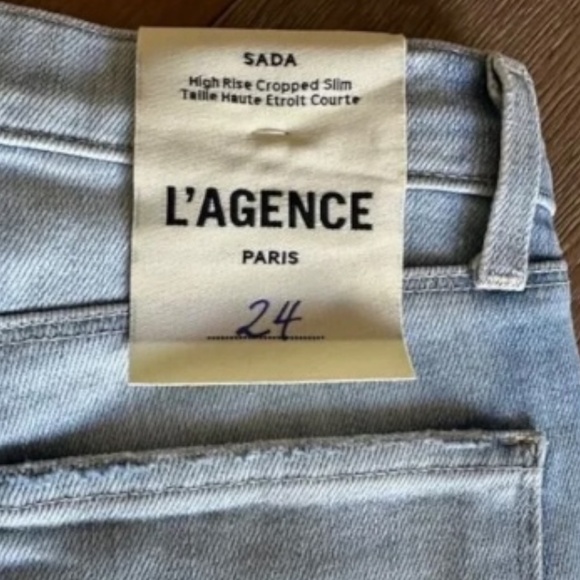 SADA
High Rise Cropped Slim
Taille Haute Etroit Courte
L'AGENCE
PARIS
24